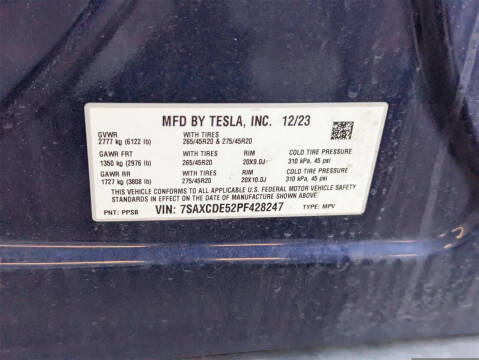 MFD BY TESLA, INC. 12/23
GVWR WITH TIRES
2777 kg (6122 lb) 265/45R20 & 275/45R20
GAWR FRT WITH TIRES RIM COLD TIRE PRESSURE
1350 kg (2976 lb) 265/45R20 20X9.0J 310 kPa, 45 psi
GAWR RR WITH TIRES RIM COLD TIRE PRESSURE
1727 kg (3808 lb) 275/45R20 20X10.0J 310 kPa, 45 psi
THIS VEHICLE CONFORMS TO ALL APPLICABLE U.S. FEDERAL MOTOR VEHICLE SAFETY
STANDARDS IN EFFECT ON THE DATE OF MANUFACTURE SHOWN ABOVE.
PNT: PPSB VIN: 7SAXCDE52PF428247 TYPE: MPV